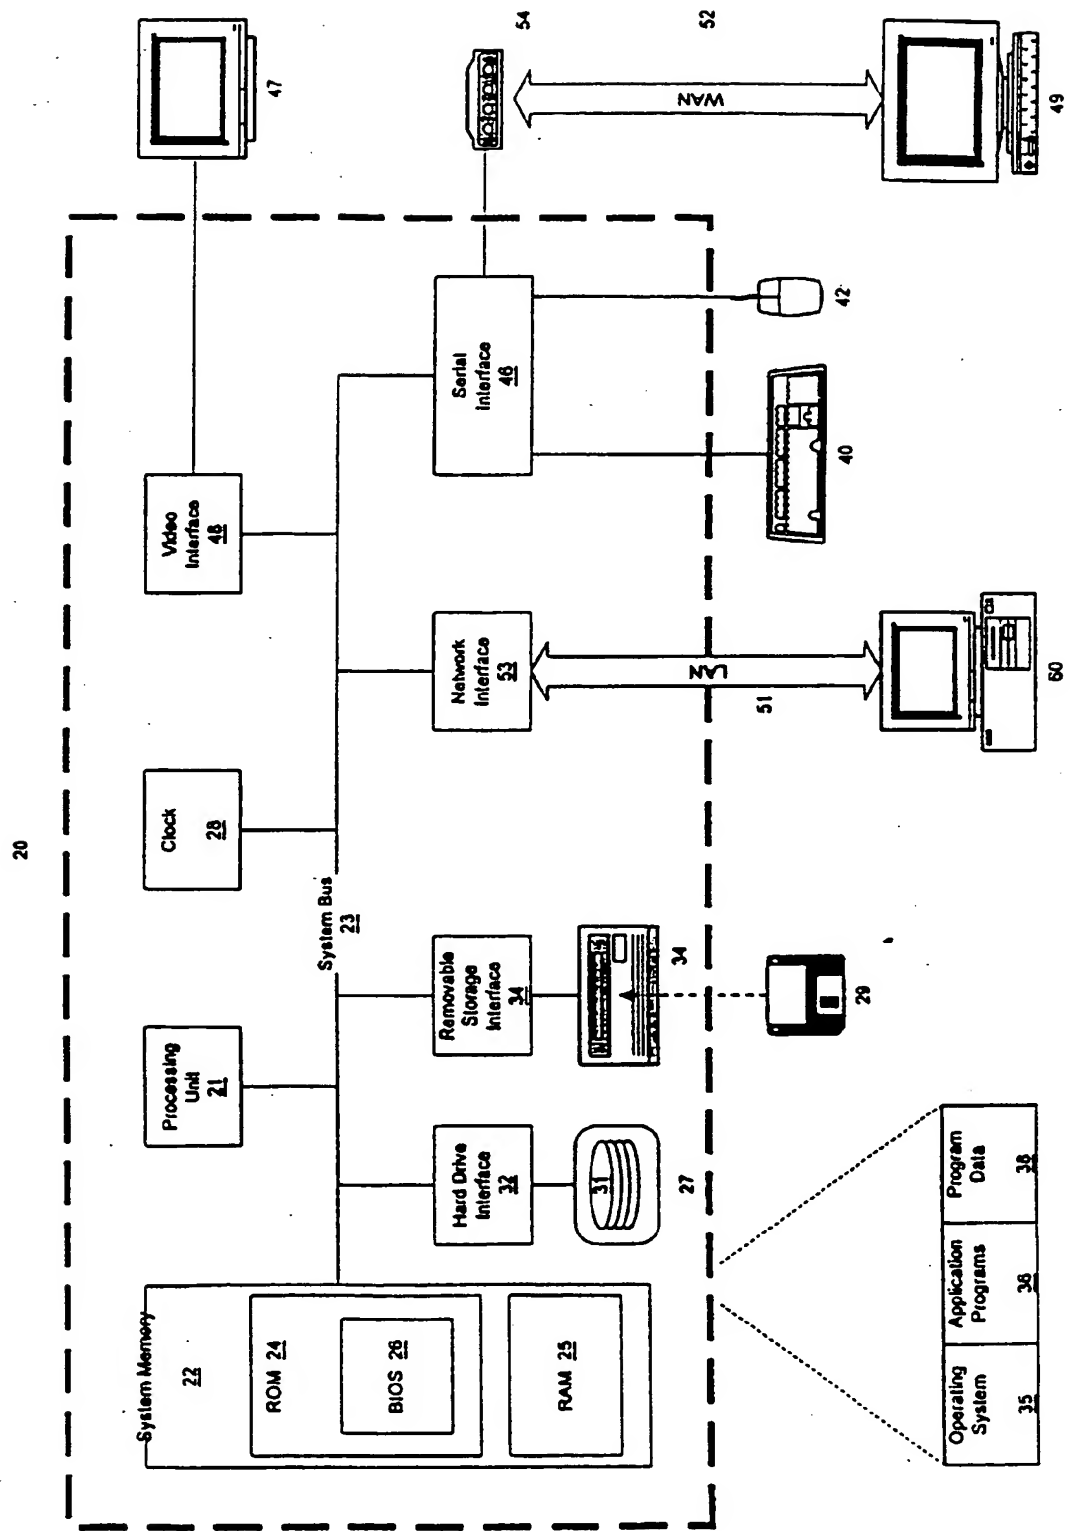 20
System Memory
22
ROM 24
BIOS 26
RAM 25
Processing
Unit
21
Clock
28
Video
Interface
48
47
System Bus
23
Hard Drive
Interface
32
31
27
Removable
Storage
Interface
34
34
Network
Interface
53
Serial
Interface
46
54
WAN
52
LAN
51
29
40
42
49
60
Operating
System
35
Application
Programs
36
Program
Data
38